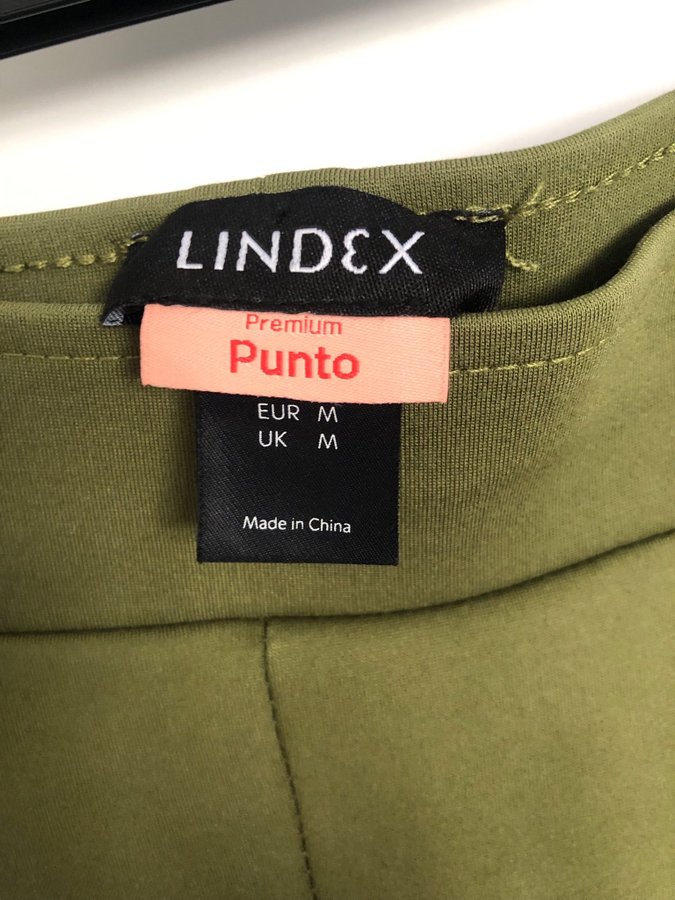 LINDEX
Premium
Punto
EUR M
UK M
Made in China